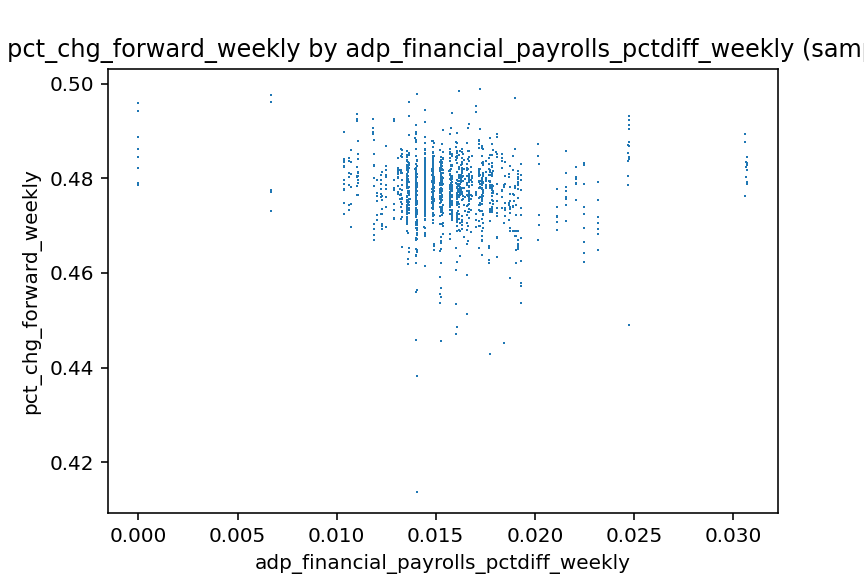 pct_chg_forward_weekly by adp_financial_payrolls_pctdiff_weekly (sam
0.50
0.48
0.46
0.44
0.42
pct_chg_forward_weekly
0.000 0.005 0.010 0.015 0.020 0.025 0.030
adp_financial_payrolls_pctdiff_weekly